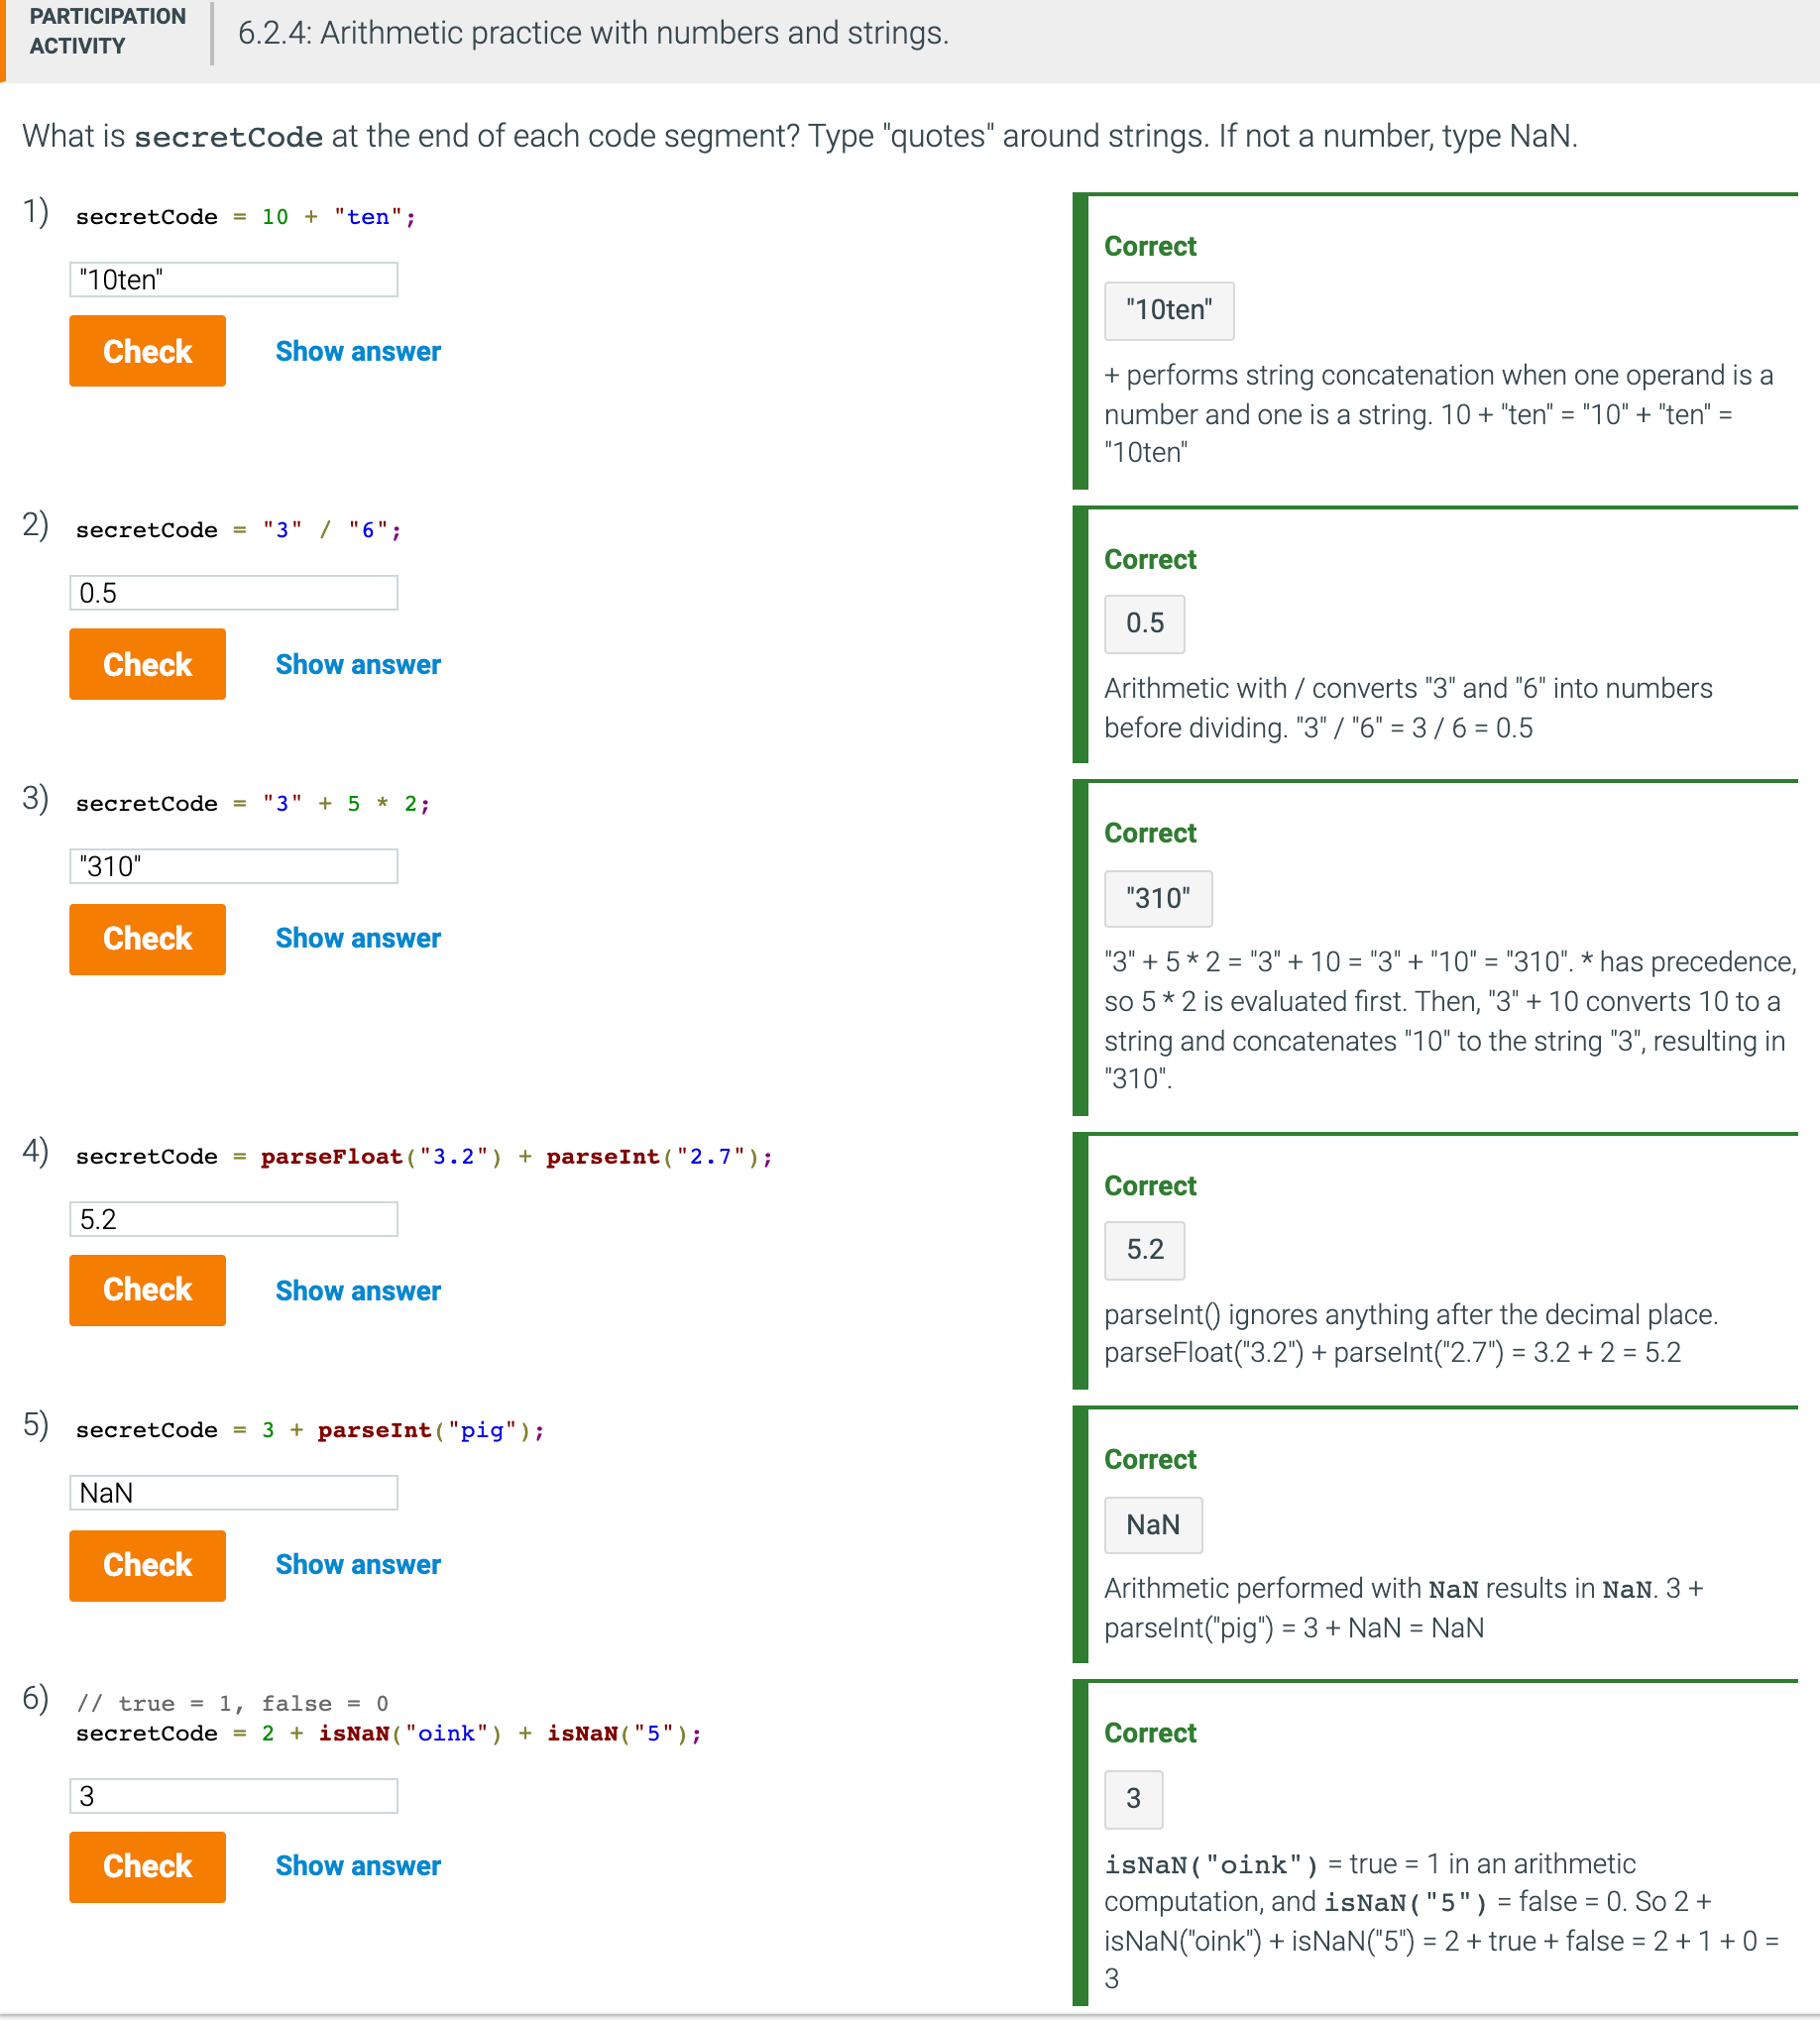 PARTICIPATION
ACTIVITY
6.2.4: Arithmetic practice with numbers and strings.
What is secretCode at the end of each code segment? Type "quotes" around strings. If not a number, type NaN.
1)
secretCode = 10 + "ten";
"10ten"
Check
Show answer
Correct
"10ten"
+ performs string concatenation when one operand is a
number and one is a string. 10 + "ten" = "10" + "ten" =
"10ten"
2)
secretCode = "3" / "6";
0.5
Check
Show answer
Correct
0.5
Arithmetic with / converts "3" and "6" into numbers
before dividing. "3" / "6" = 3 / 6 = 0.5
3)
secretCode = "3" + 5 * 2;
"310"
Check
Show answer
Correct
"310"
"3" + 5 * 2 = "3" + 10 = "3" + "10" = "310". * has precedence,
so 5 * 2 is evaluated first. Then, "3" + 10 converts 10 to a
string and concatenates "10" to the string "3", resulting in
"310".
4)
secretCode = parseFloat("3.2") + parseInt("2.7");
5.2
Check
Show answer
Correct
5.2
parseInt() ignores anything after the decimal place.
parseFloat("3.2") + parseInt("2.7") = 3.2 + 2 = 5.2
5)
secretCode = 3 + parseInt("pig");
NaN
Check
Show answer
Correct
NaN
Arithmetic performed with NaN results in NaN. 3 +
parseInt("pig") = 3 + NaN = NaN
6)
// true = 1, false = 0
secretCode = 2 + isNaN("oink") + isNaN("5");
3
Check
Show answer
Correct
3
isNaN("oink") = true = 1 in an arithmetic
computation, and isNaN("5") = false = 0. So 2 +
isNaN("oink") + isNaN("5") = 2 + true + false = 2 + 1 + 0 =
3